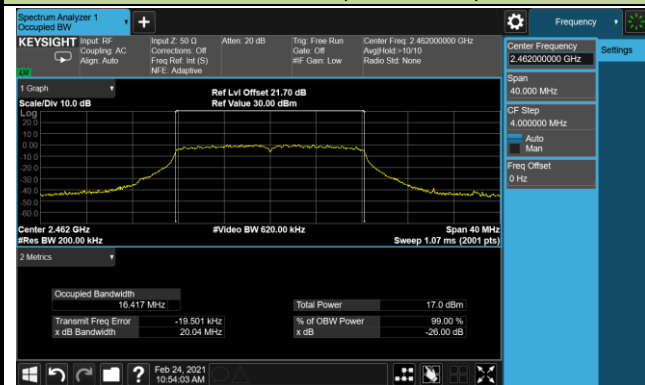 Spectrum Analyzer 1
Occupied BW
Frequency
KEYSIGHT
Input: RF
Coupling: AC
Align: Auto
Input Z: 50 Ω
Corrections: Off
Freq Ref: Int (S)
NFE: Adaptive
Atten: 20 dB
Trig: Free Run
Gate: Off
#IF Gain: Low
Center Freq: 2.462000000 GHz
Avg|Hold:>10/10
Radio Std: None
Center Frequency
2.462000000 GHz
Settings
Span
40.000 MHz
CF Step
4.000000 MHz
Auto
Man
Freq Offset
0 Hz
1 Graph
Scale/Div 10.0 dB
Ref Lvl Offset 21.70 dB
Ref Value 30.00 dBm
Log
20.0
10.0
0.00
-10.0
-20.0
-30.0
-40.0
-50.0
-60.0
Center 2.462 GHz
#Res BW 200.00 kHz
#Video BW 620.00 kHz
Span 40 MHz
Sweep 1.07 ms (2001 pts)
2 Metrics
Occupied Bandwidth
16.417 MHz
Total Power 17.0 dBm
Transmit Freq Error -19.501 kHz
% of OBW Power 99.00 %
x dB Bandwidth 20.04 MHz
x dB -26.00 dB
Feb 24, 2021
10:54:03 AM